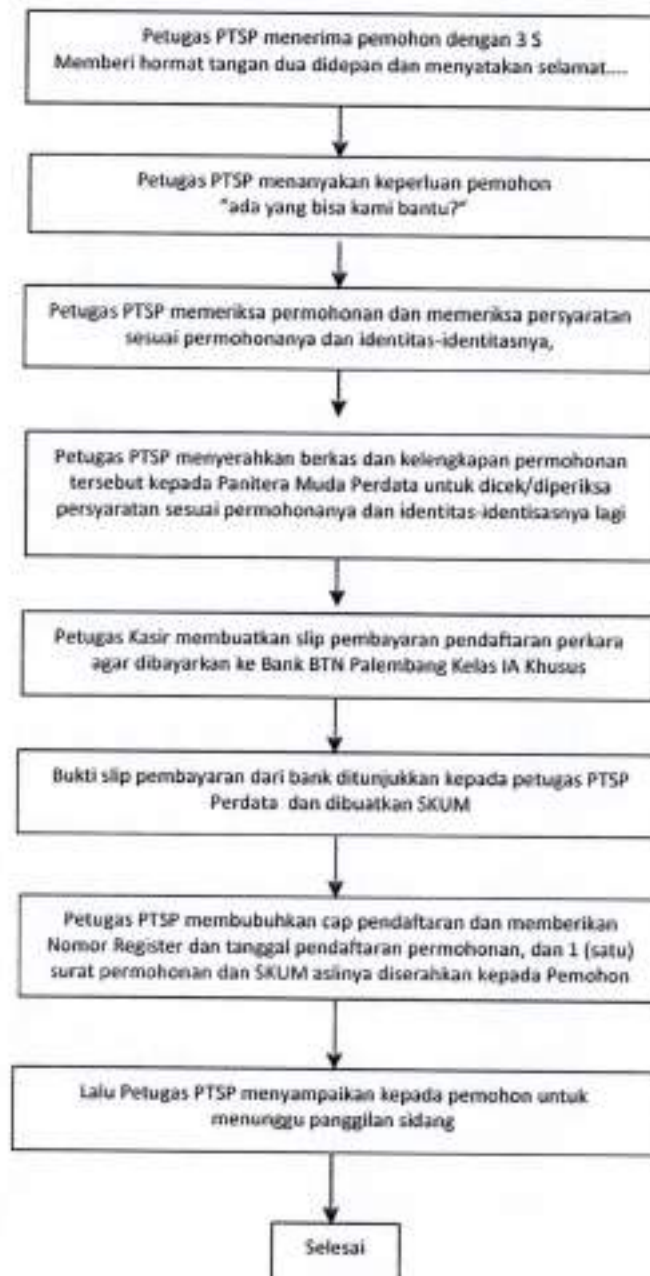 Petugas PTSP menerima pemohon dengan 3 S
Memberi hormat tangan dua didepan dan menyatakan selamat....
Petugas PTSP menanyakan keperluan pemohon
"ada yang bisa kami bantu?"
Petugas PTSP memeriksa permohonan dan memeriksa persyaratan
sesuai permohonanya dan identitas-identitasnya,
Petugas PTSP menyerahkan berkas dan kelengkapan permohonan
tersebut kepada Panitera Muda Perdata untuk dicek/diperiksa
persyaratan sesuai permohonanya dan identitas-identisasnya lagi
Petugas Kasir membuatkan slip pembayaran pendaftaran perkara
agar dibayarkan ke Bank BTN Palembang Kelas IA Khusus
Bukti slip pembayaran dari bank ditunjukkan kepada petugas PTSP
Perdata dan dibuatkan SKUM
Petugas PTSP membubuhkan cap pendaftaran dan memberikan
Nomor Register dan tanggal pendaftaran permohonan, dan 1 (satu)
surat permohonan dan SKUM aslinya diserahkan kepada Pemohon
Lalu Petugas PTSP menyampaikan kepada pemohon untuk
menunggu panggilan sidang
Selesai